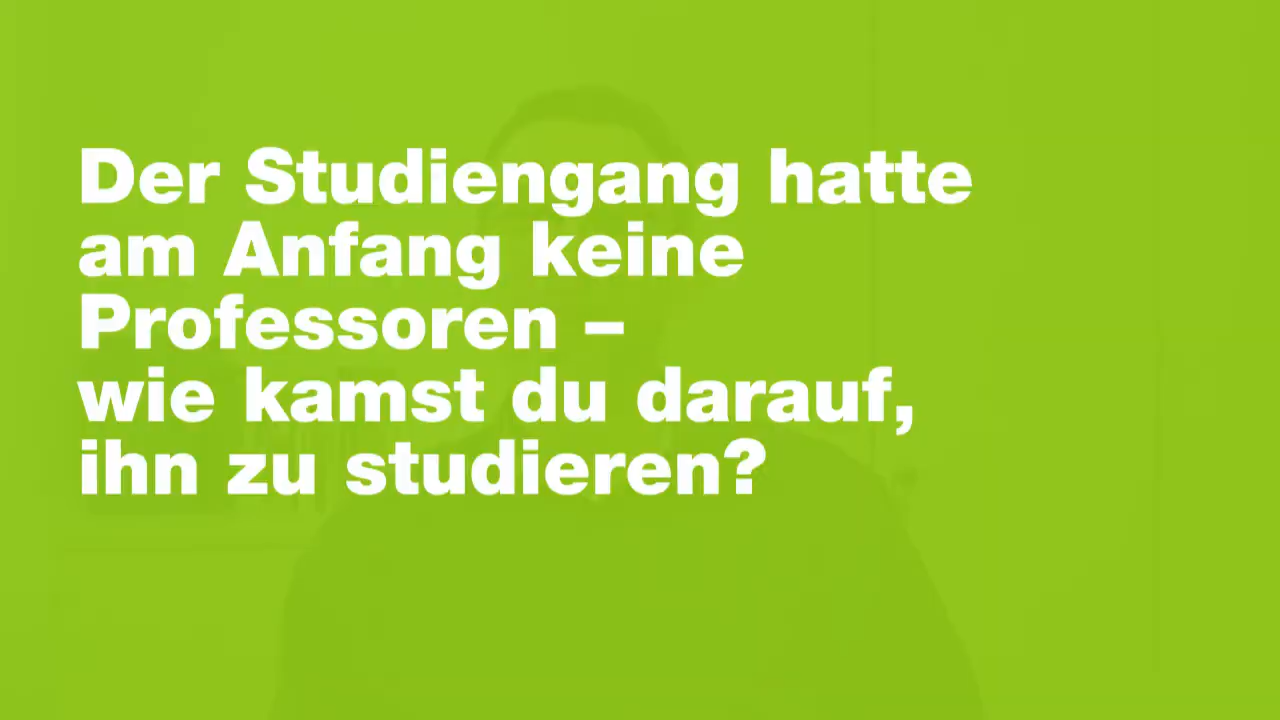 Der Studiengang hatte
am Anfang keine
Professoren –
wie kamst du darauf,
ihn zu studieren?